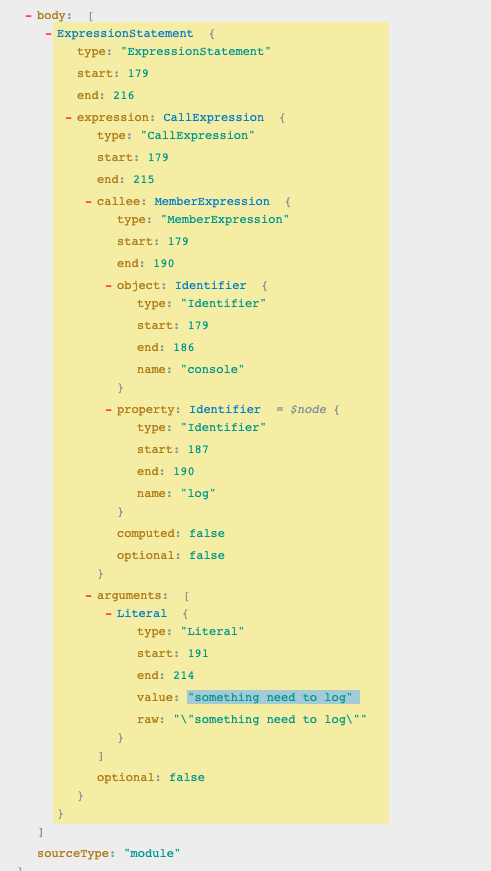 − body: [
− ExpressionStatement {
type: "ExpressionStatement"
start: 179
end: 216
− expression: CallExpression {
type: "CallExpression"
start: 179
end: 215
− callee: MemberExpression {
type: "MemberExpression"
start: 179
end: 190
− object: Identifier {
type: "Identifier"
start: 179
end: 186
name: "console"
}
− property: Identifier = $node {
type: "Identifier"
start: 187
end: 190
name: "log"
}
computed: false
optional: false
}
− arguments: [
− Literal {
type: "Literal"
start: 191
end: 214
value: "something need to log"
raw: "\"something need to log\""
}
]
optional: false
}
}
]
sourceType: "module"
}